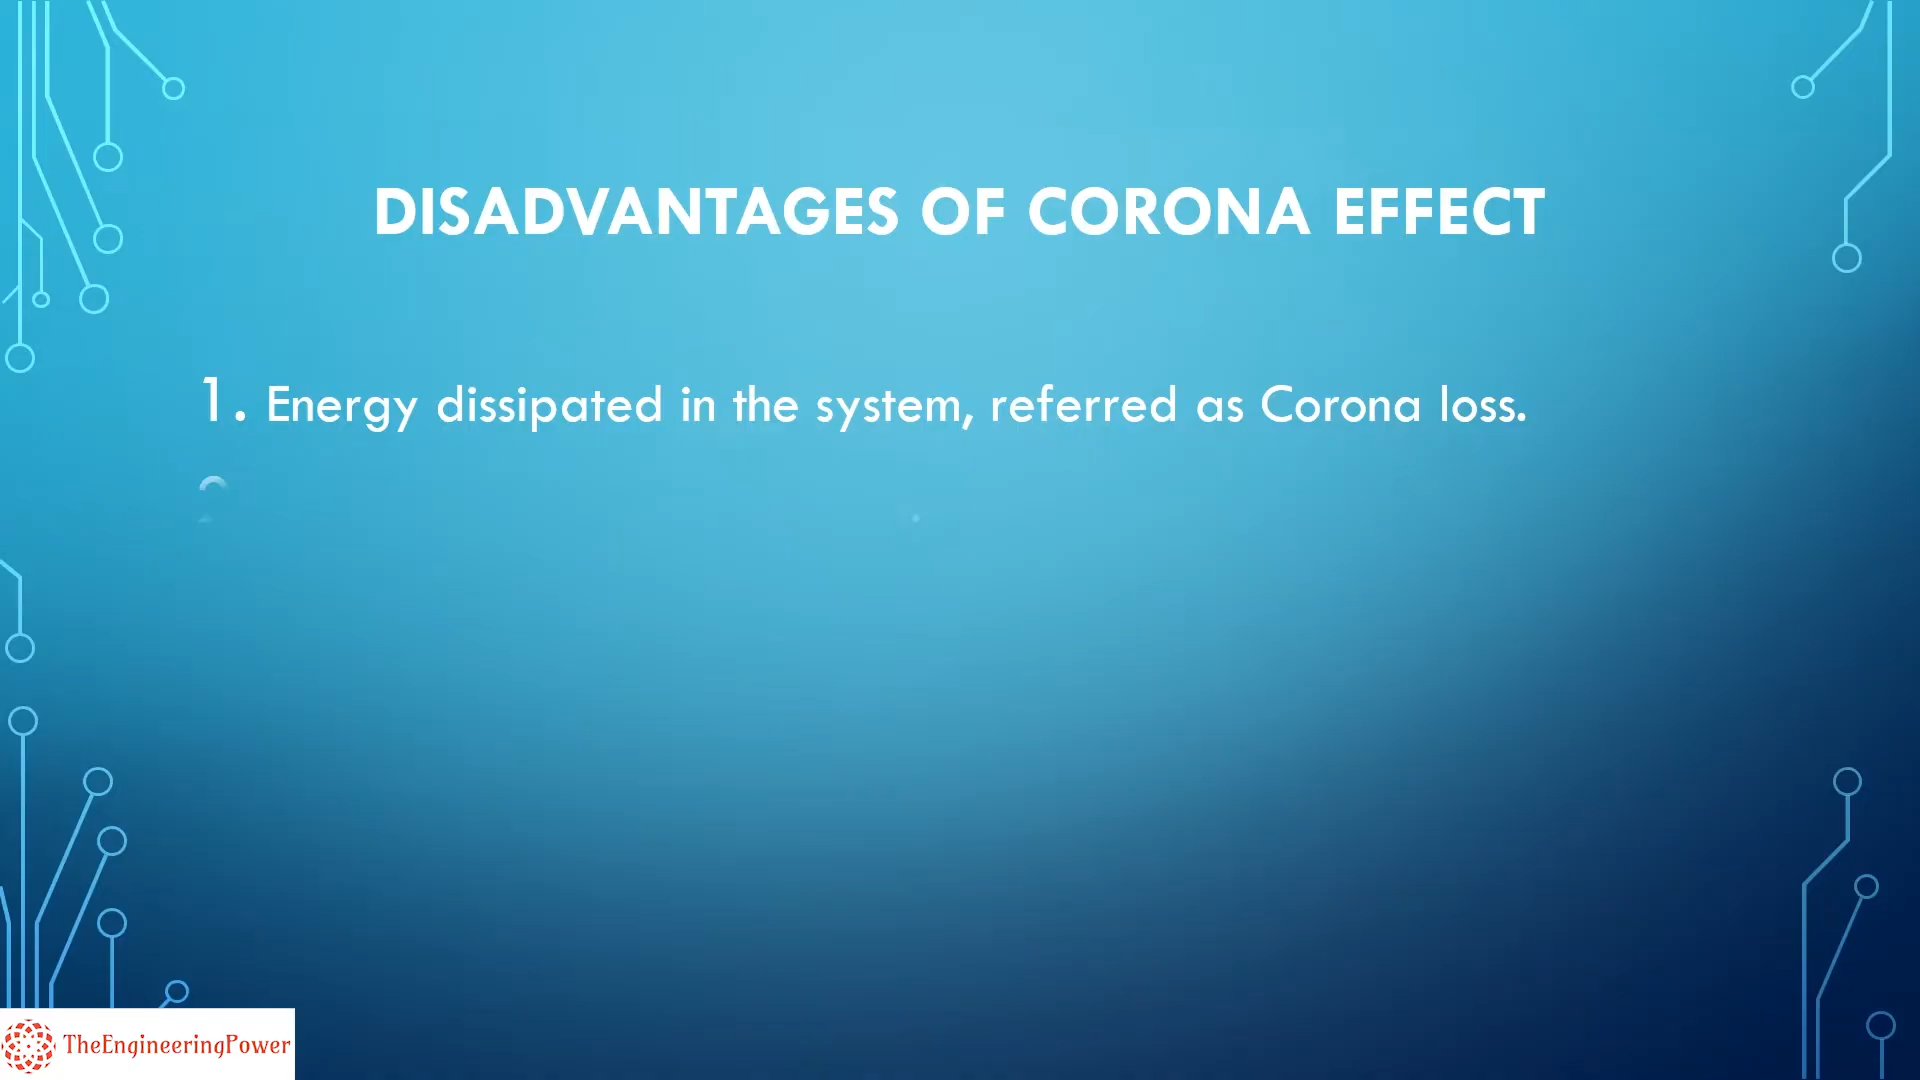 DISADVANTAGES OF CORONA EFFECT
1. Energy dissipated in the system, referred as Corona loss.
TheEngineeringPower